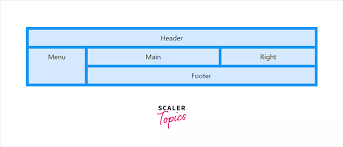 Header
Menu Main Right
Footer
SCALER
Topics